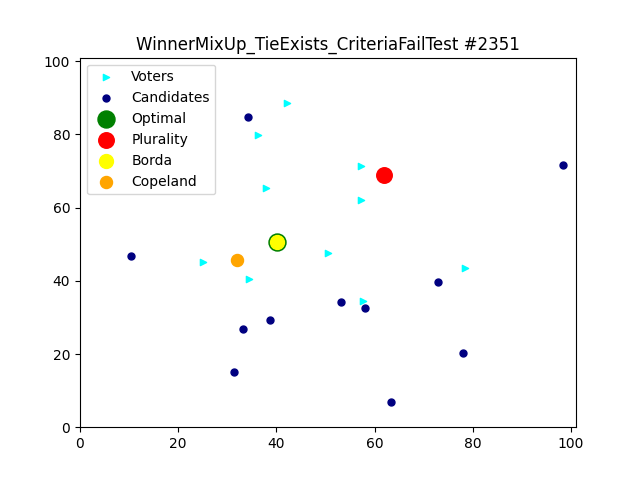 WinnerMixUp_TieExists_CriteriaFailTest #2351
Voters
Candidates
Optimal
Plurality
Borda
Copeland
100
80
60
40
20
0
0 20 40 60 80 100